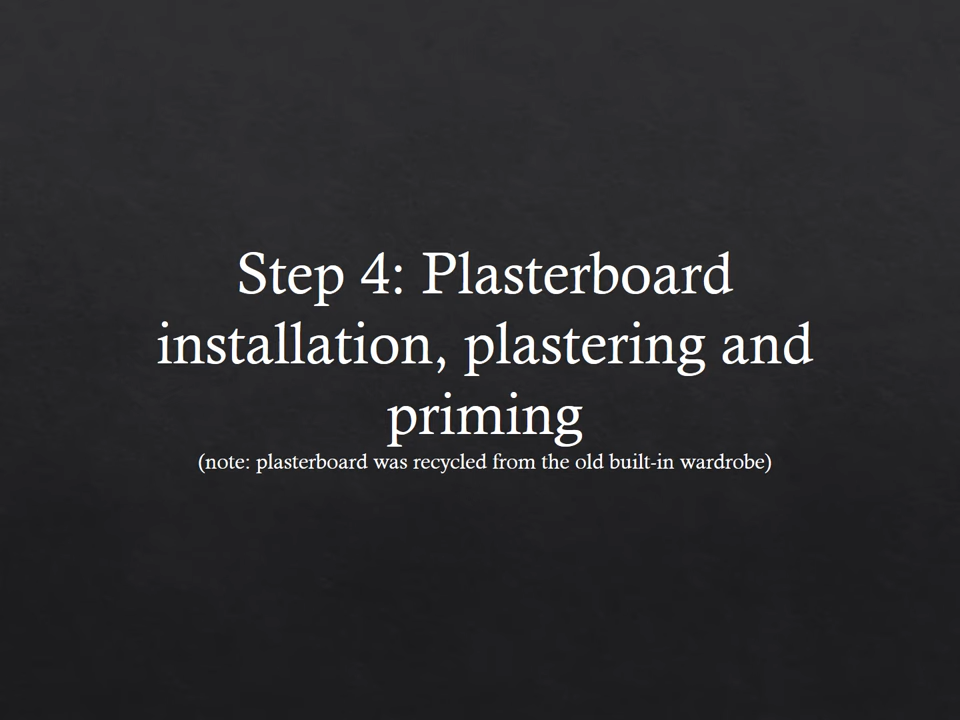 Step 4: Plasterboard
installation, plastering and
priming
(note: plasterboard was recycled from the old built-in wardrobe)